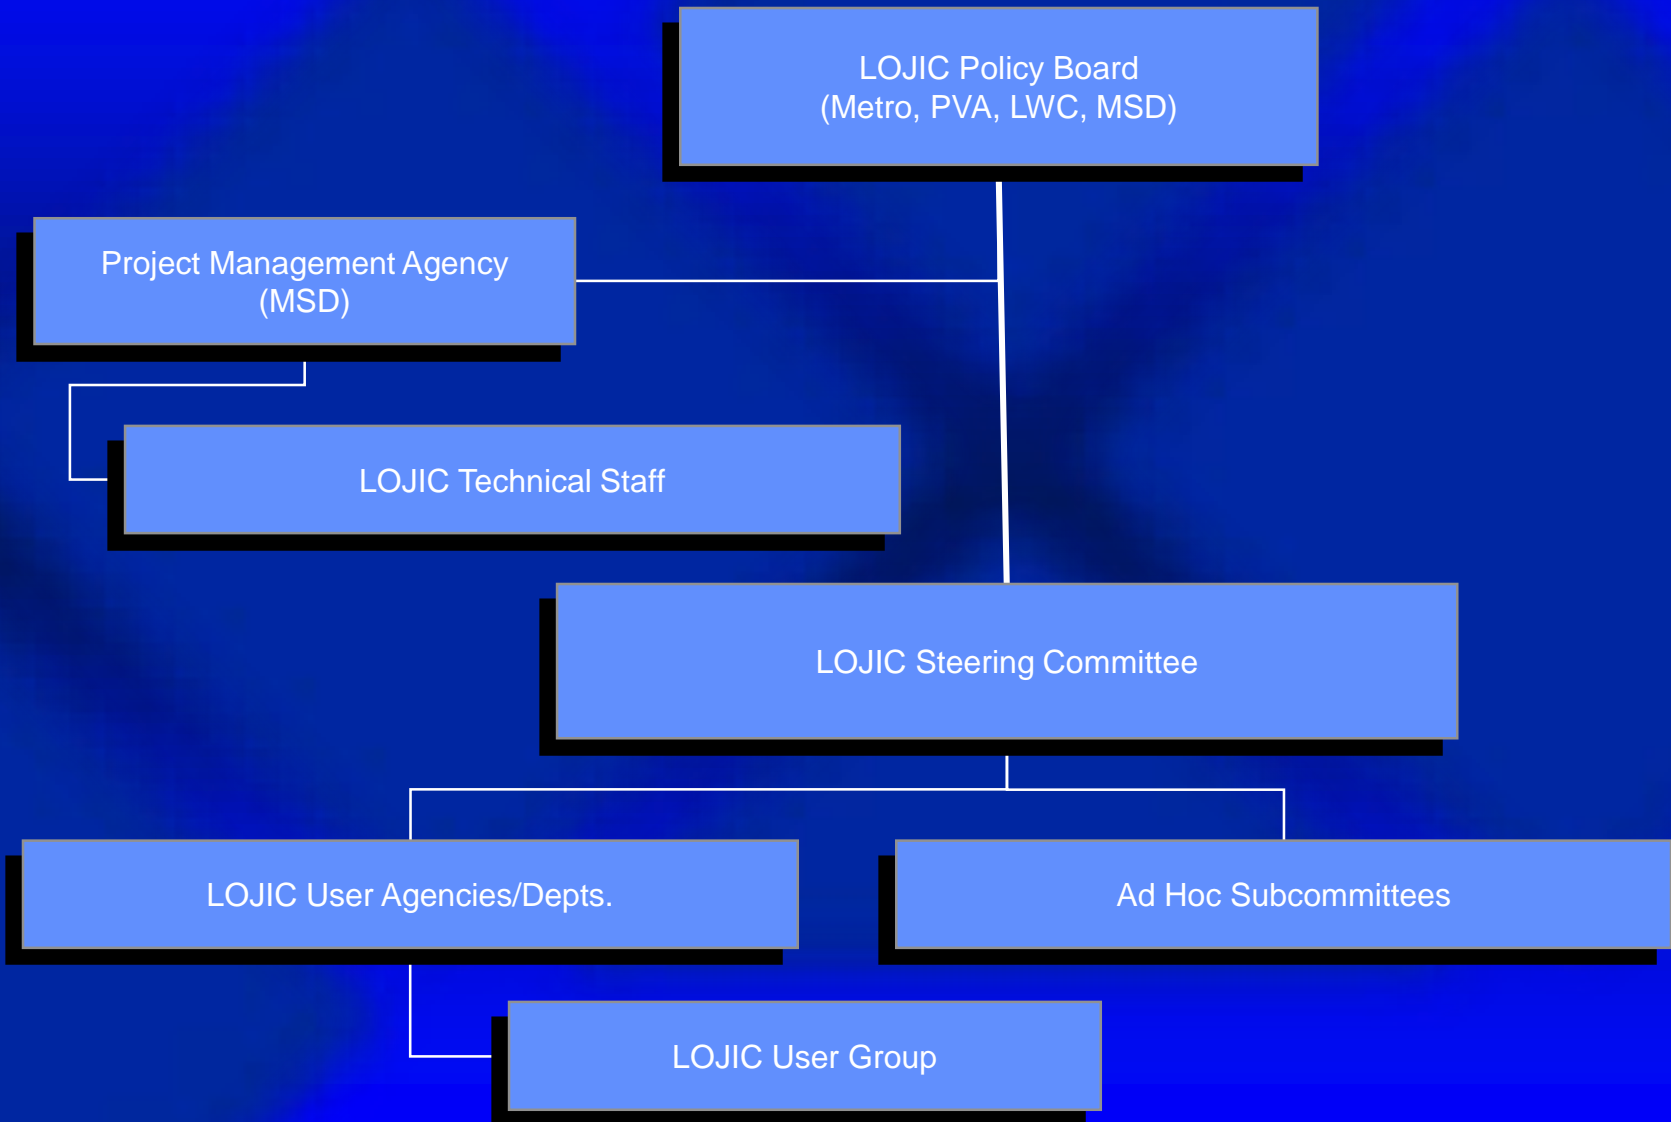 LOJIC Policy Board
(Metro, PVA, LWC, MSD)
Project Management Agency
(MSD)
LOJIC Technical Staff
LOJIC Steering Committee
LOJIC User Agencies/Depts.
Ad Hoc Subcommittees
LOJIC User Group